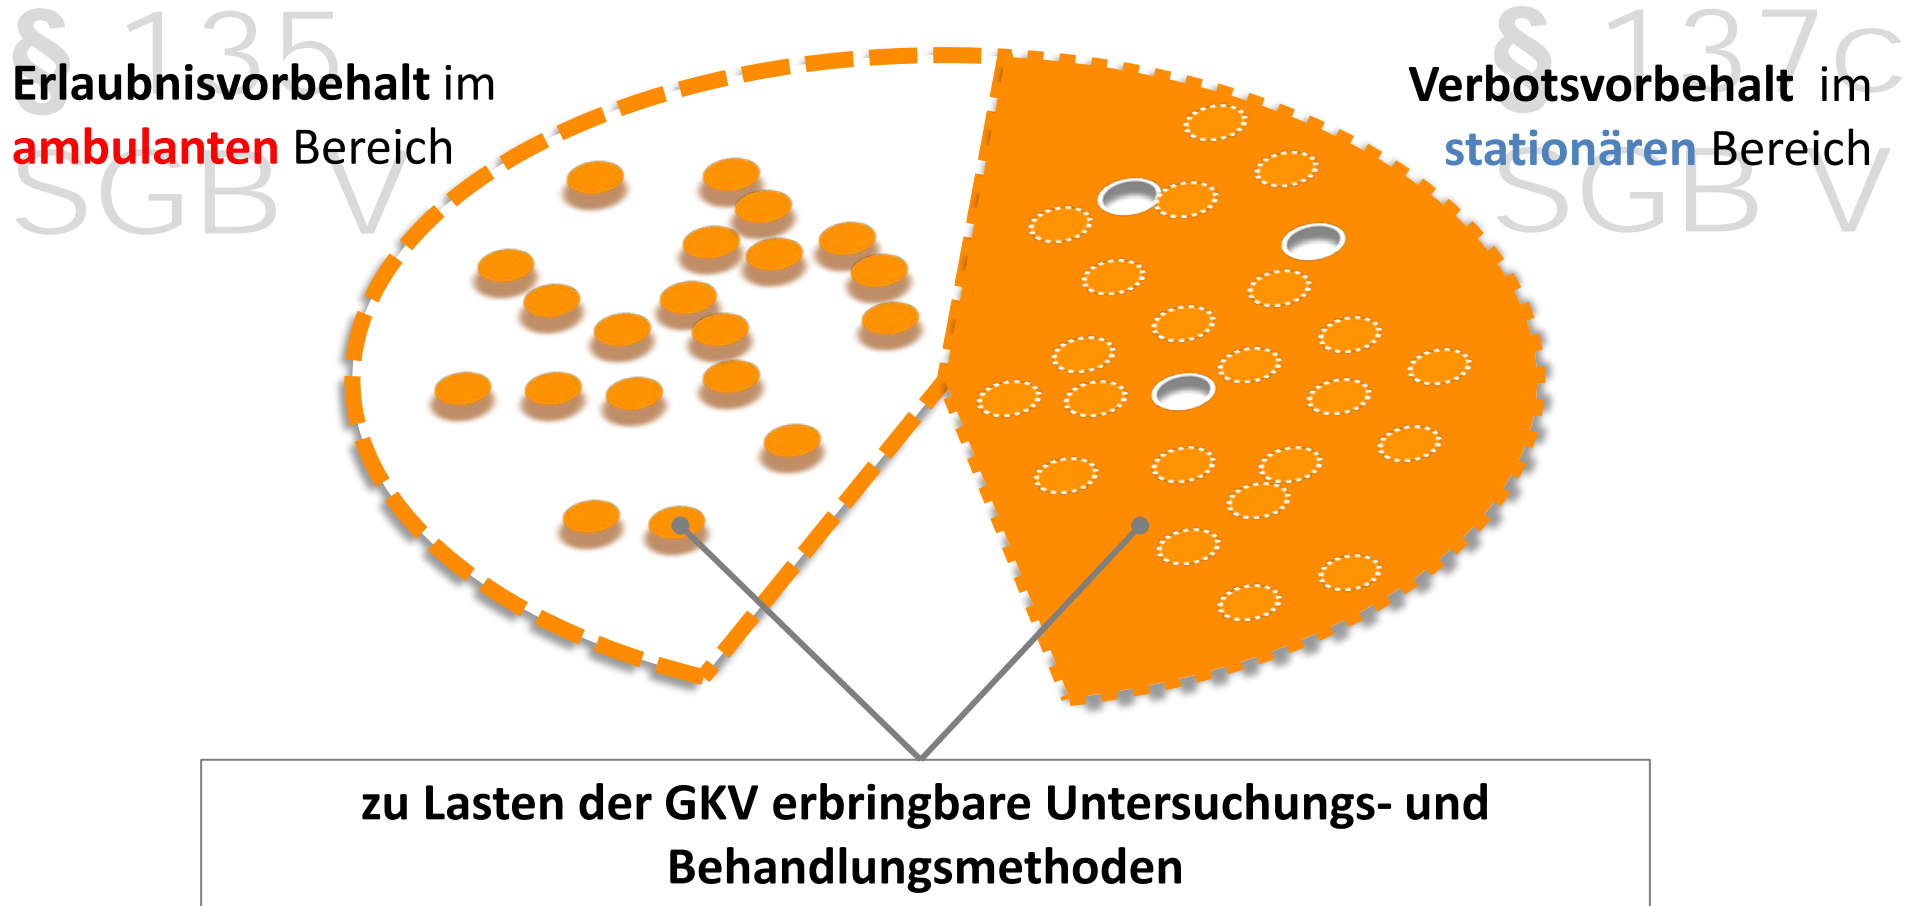 § 135
Erlaubnisvorbehalt im
ambulanten Bereich
SGB V
§ 137c
Verbotsvorbehalt im
stationären Bereich
SGB V
zu Lasten der GKV erbringbare Untersuchungs- und
Behandlungsmethoden